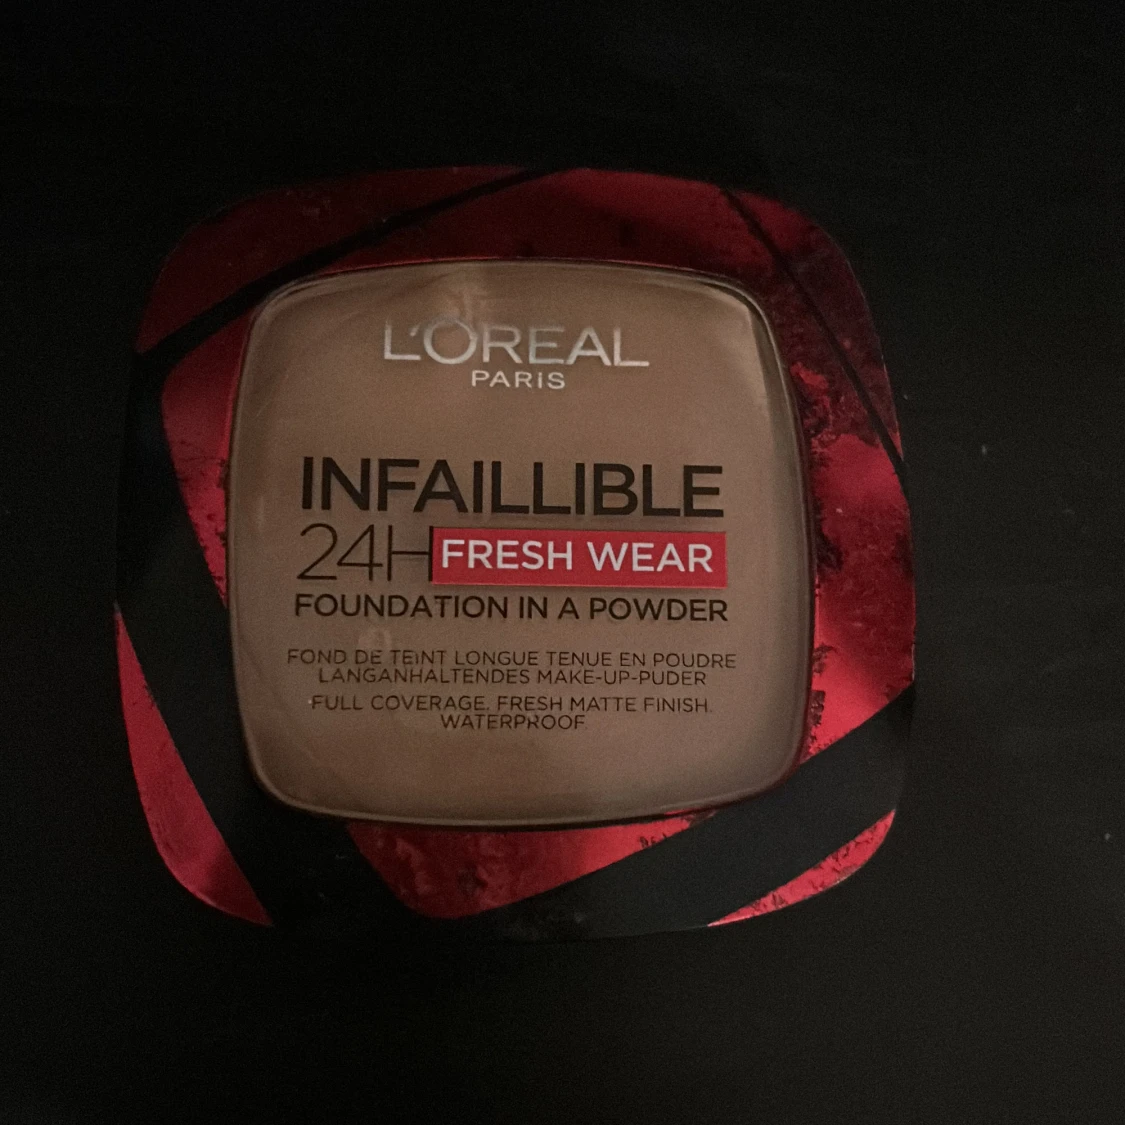 L'ORÉAL
PARIS
INFAILLIBLE
24H FRESH WEAR
FOUNDATION IN A POWDER
FOND DE TEINT LONGUE TENUE EN POUDRE
LANGANHALTENDES MAKE-UP-PUDER
FULL COVERAGE. FRESH MATTE FINISH.
WATERPROOF